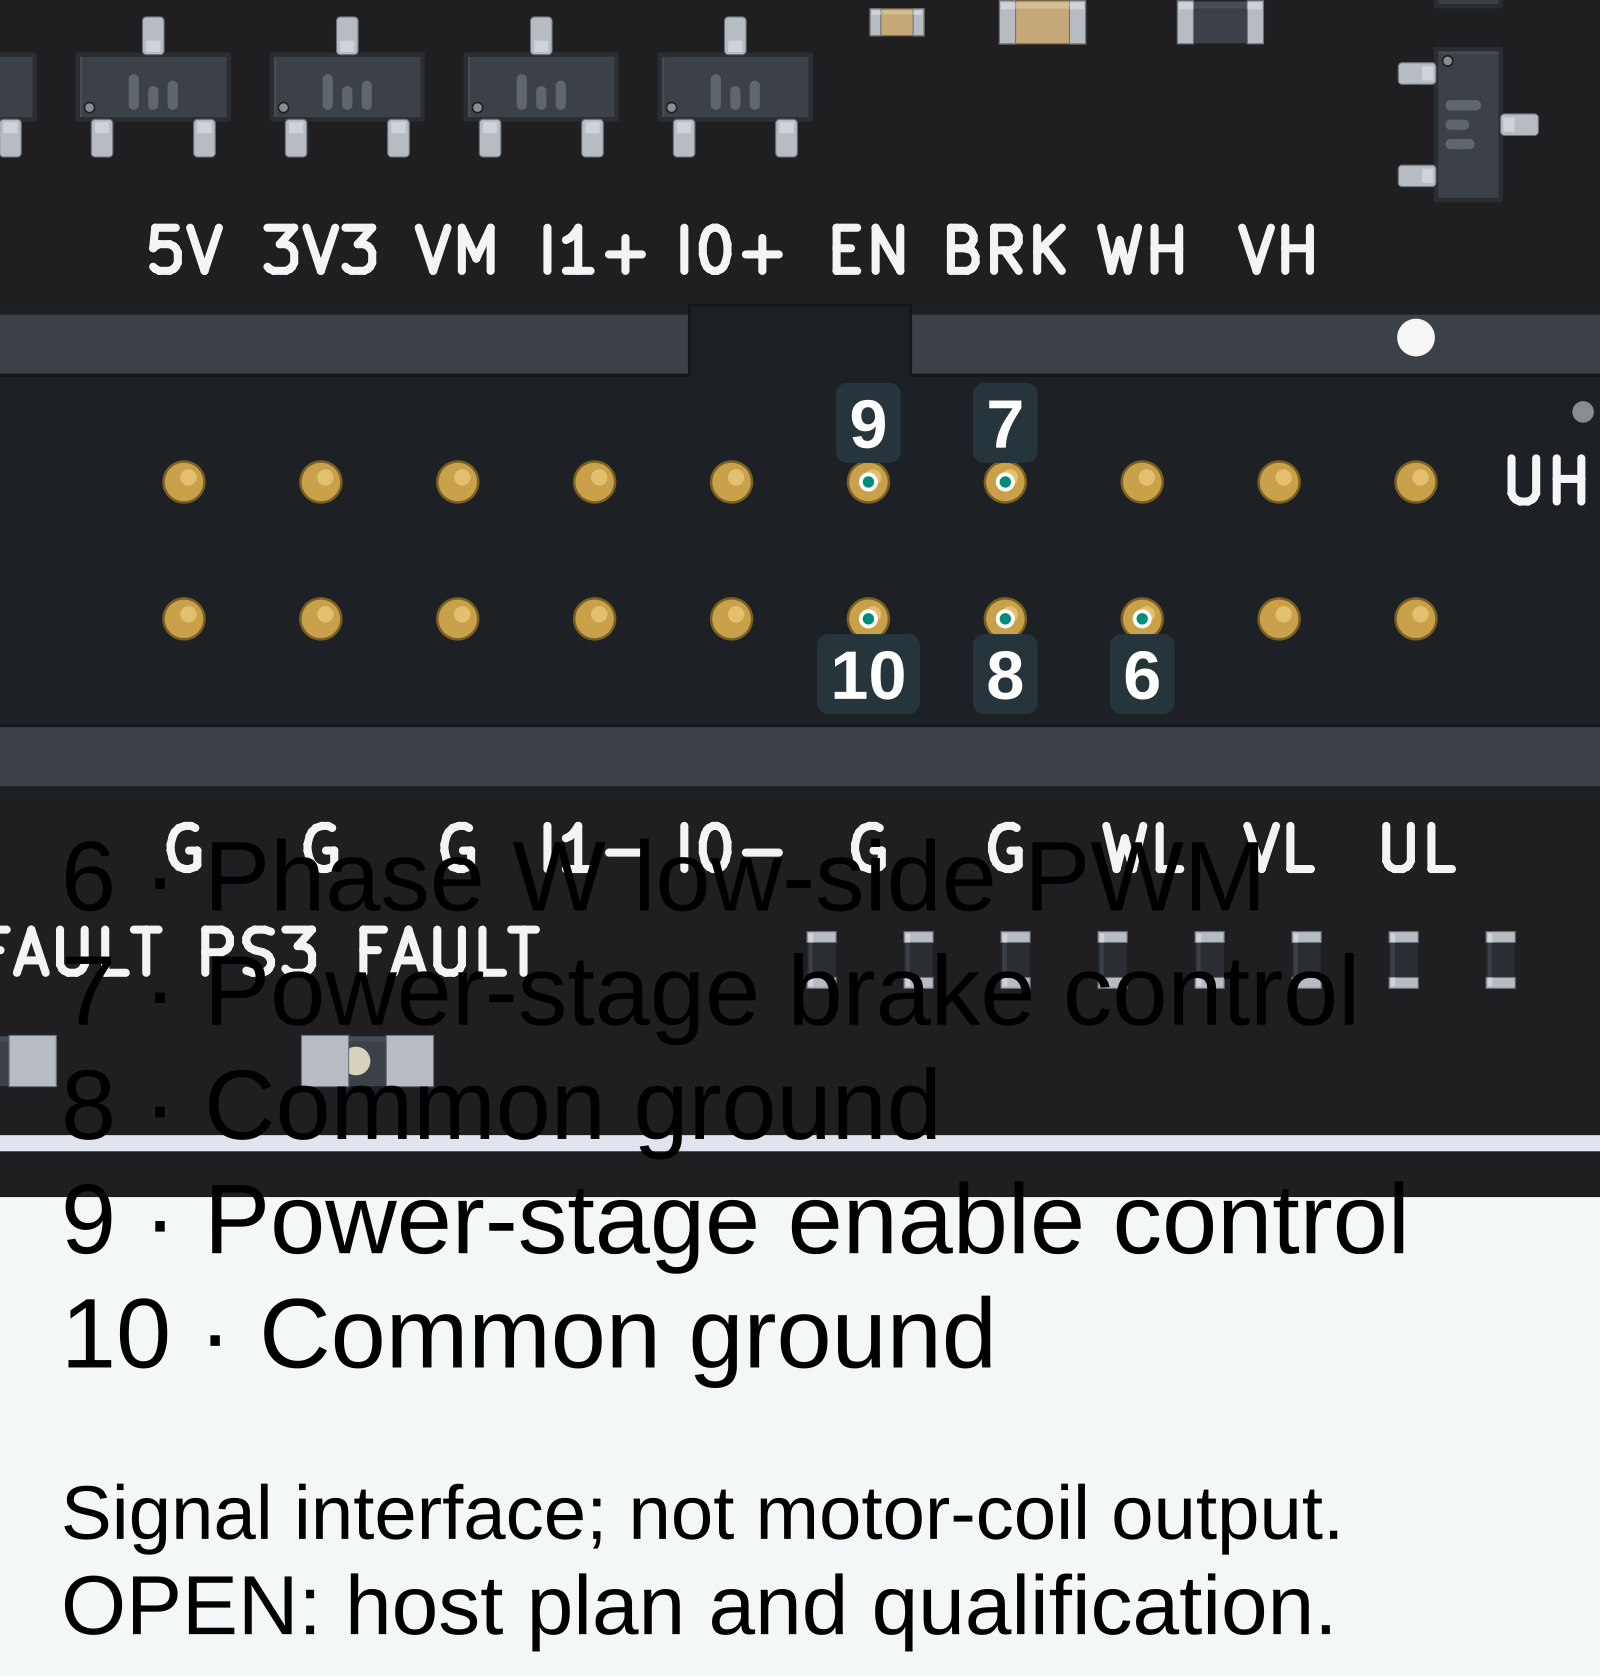 5V 3V3 VM I1+ I0+ EN BRK WH VH
9 7
UH
10 8 6
G G G I1- I0- G G WL VL UL
6 · Phase W low-side PWM
FAULT PS3 FAULT
7 · Power-stage brake control
8 · Common ground
9 · Power-stage enable control
10 · Common ground
Signal interface; not motor-coil output.
OPEN: host plan and qualification.